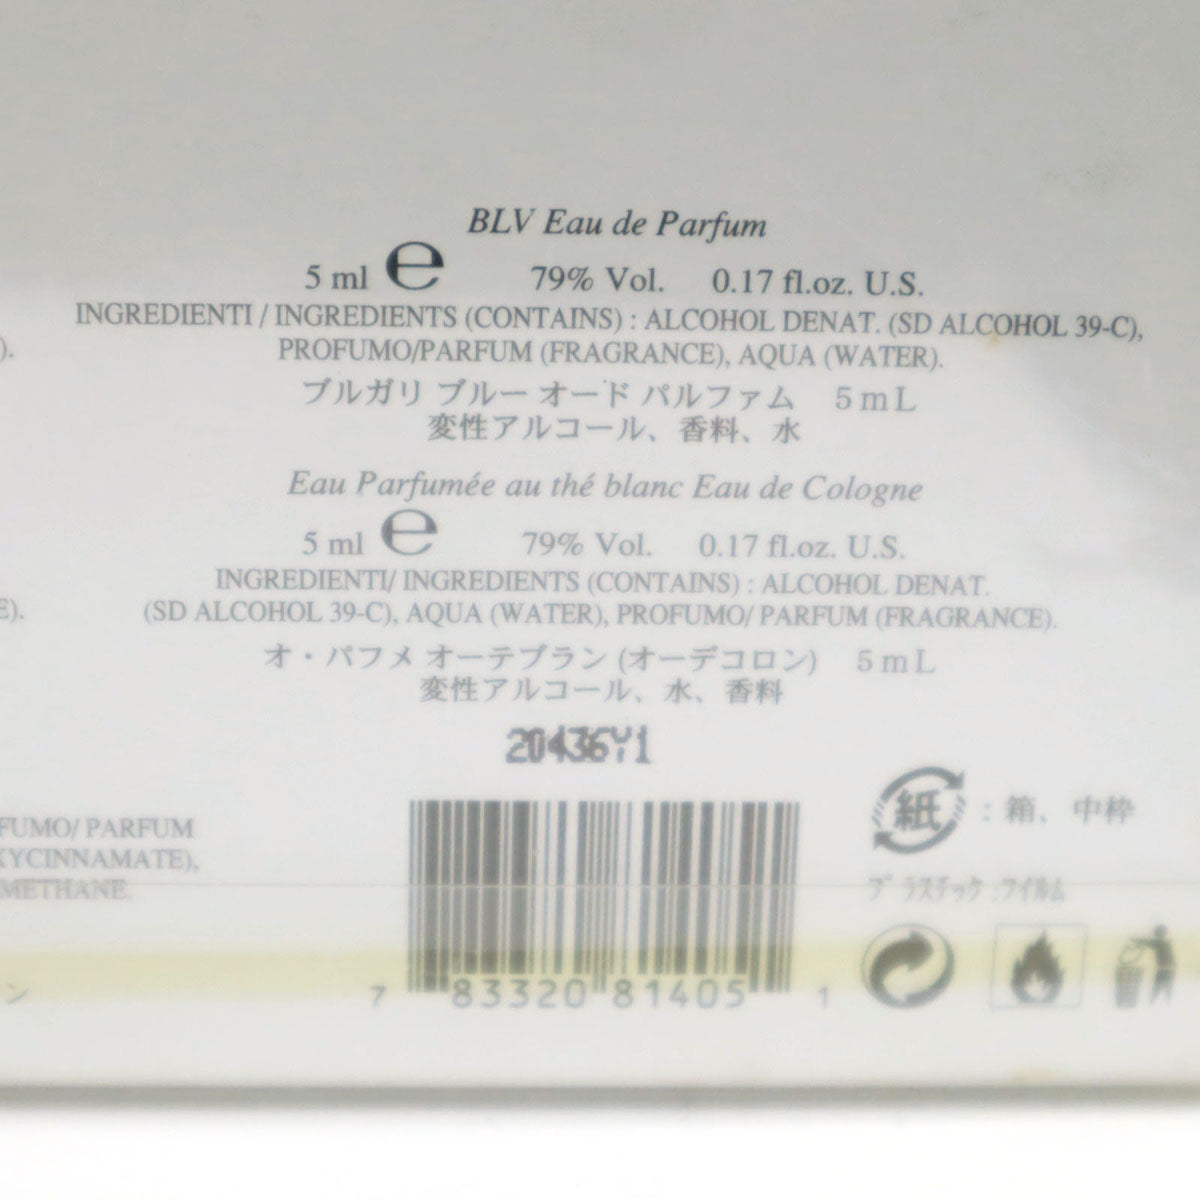 BLV Eau de Parfum
5 ml ℮ 79% Vol. 0.17 fl.oz. U.S.
INGREDIENTI / INGREDIENTS (CONTAINS) : ALCOHOL DENAT. (SD ALCOHOL 39-C),
PROFUMO/PARFUM (FRAGRANCE), AQUA (WATER).
).
ブルガリ ブルー オード パルファム 5mL
変性アルコール、香料、水
Eau Parfumée au thé blanc Eau de Cologne
5 ml ℮ 79% Vol. 0.17 fl.oz. U.S.
INGREDIENTI/ INGREDIENTS (CONTAINS) : ALCOHOL DENAT.
(SD ALCOHOL 39-C), AQUA (WATER), PROFUMO/ PARFUM (FRAGRANCE).
E).
オ・パフメ オーテブラン (オーデコロン) 5mL
変性アルコール、水、香料
20436Y1
紙 : 箱、中枠
プラスチック:フイルム
FUMO/ PARFUM
XYCINNAMATE),
METHANE.
ン
7 83320 81405 1